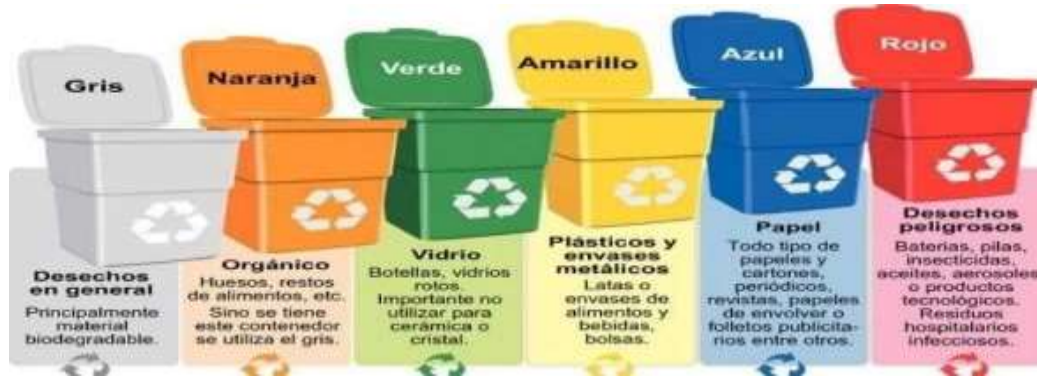 Gris
Desechos
en general
Principalmente
material
biodegradable.
Naranja
Orgánico
Huesos, restos
de alimentos, etc.
Sino se tiene
este contenedor
se utiliza el gris.
Verde
Vidrio
Botellas, vidrios
rotos.
Importante no
utilizar para
cerámica o
cristal.
Amarillo
Plásticos y
envases
metálicos
Latas o
envases de
alimentos y
bebidas,
bolsas.
Azul
Papel
Todo tipo de
papeles y
cartones,
periódicos,
revistas, papeles
de envolver o
folletos publicita-
rios entre otros.
Rojo
Desechos
peligrosos
Baterias, pilas,
insecticidas,
aceites, aerosoles
o productos
tecnológicos.
Residuos
hospitalarios
infecciosos.